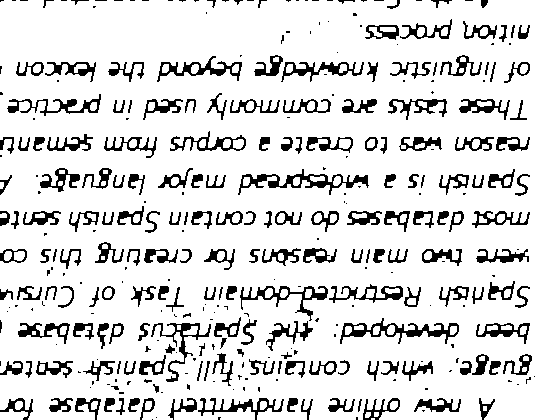 A new offline handwritten database for
guage, which contains full Spanish senten
been developed: the Spartacus database (
Spanish Restricted-domain Task of Cursiv
were two main reasons for creating this co
most databases do not contain Spanish sente
Spanish is a widespread major language. A
reason was to create a corpus from semanti
These tasks are commonly used in practice
of linguistic knowledge beyond the lexicon
nition process.